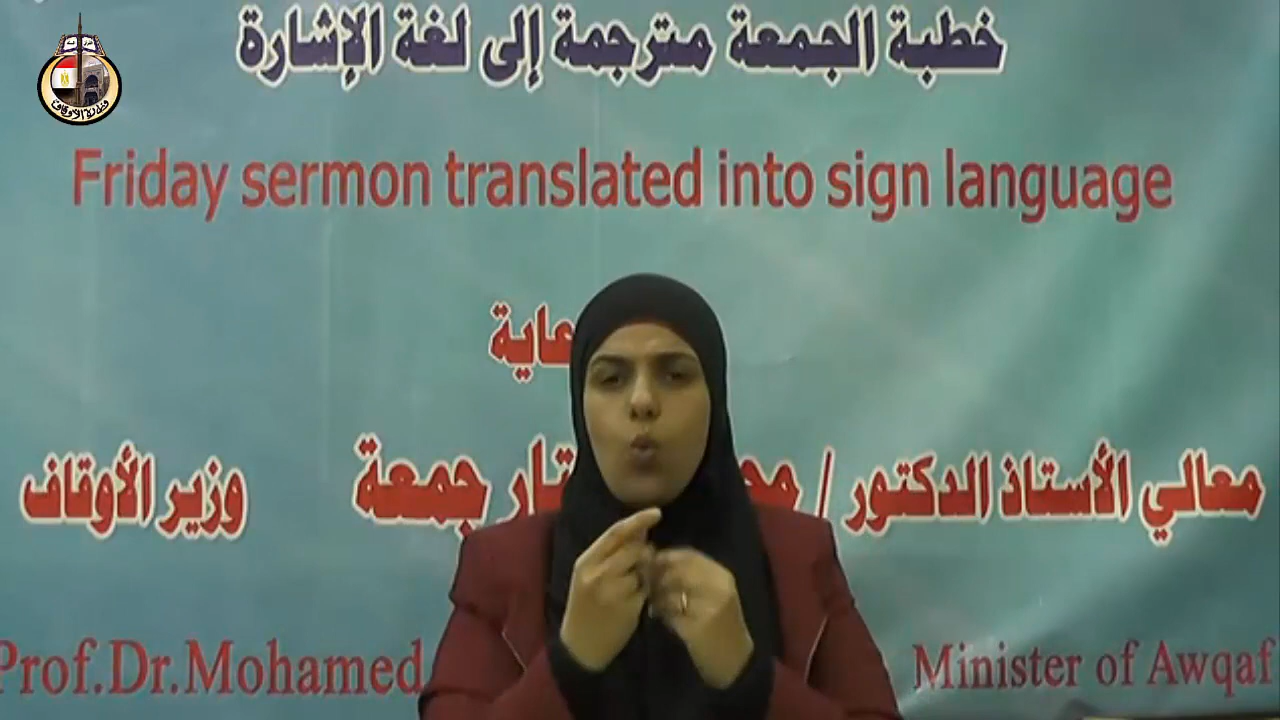 خطبة الجمعة مترجمة إلى لغة الإشارة
Friday sermon translated into sign language
معالي الأستاذ الدكتور / جمعة وزير الأوقاف
Prof.Dr.Mohamed Minister of Awqaf